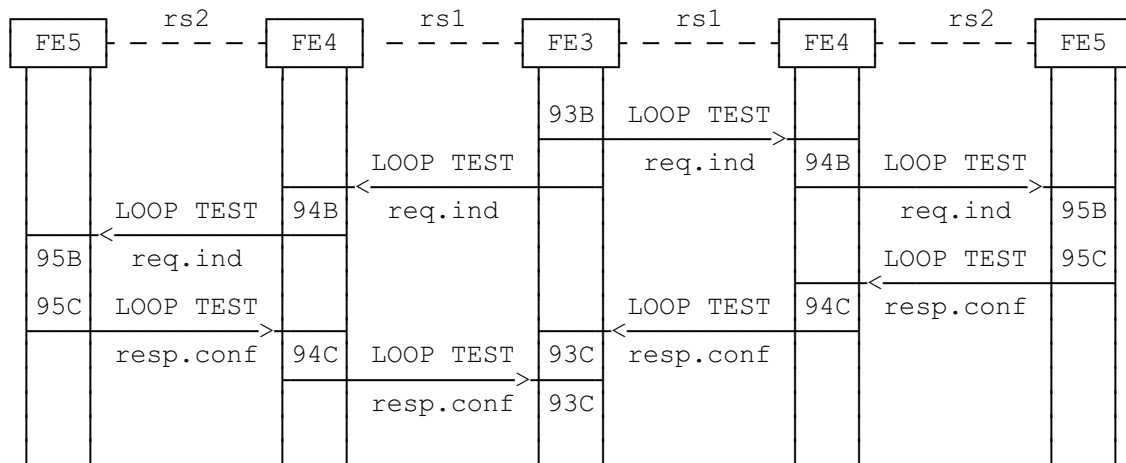 rs2 rs1 rs1 rs2
FE5 FE4 FE3 FE4 FE5
93B LOOP TEST
LOOP TEST req.ind 94B LOOP TEST
LOOP TEST 94B req.ind req.ind 95B
95B req.ind LOOP TEST 95C
95C LOOP TEST LOOP TEST 94C resp.conf
resp.conf 94C LOOP TEST 93C resp.conf
resp.conf 93C